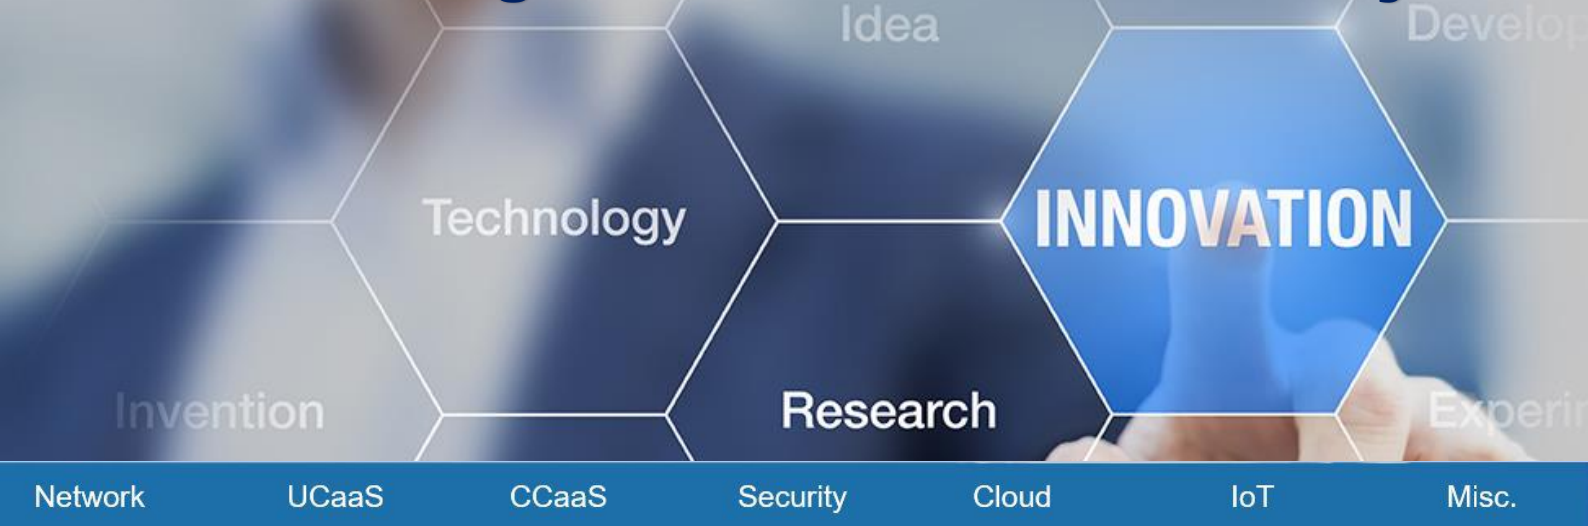 Idea
Technology
INNOVATION
Invention
Research
Network UCaaS CCaaS Security Cloud IoT Misc.